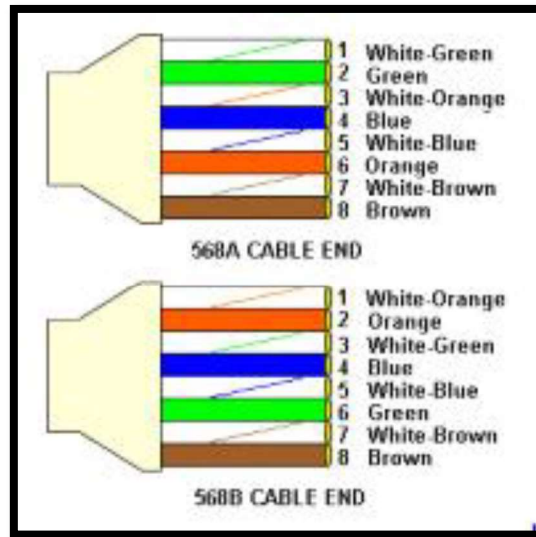 1 White-Green
2 Green
3 White-Orange
4 Blue
5 White-Blue
6 Orange
7 White-Brown
8 Brown
568A CABLE END
1 White-Orange
2 Orange
3 White-Green
4 Blue
5 White-Blue
6 Green
7 White-Brown
8 Brown
568B CABLE END